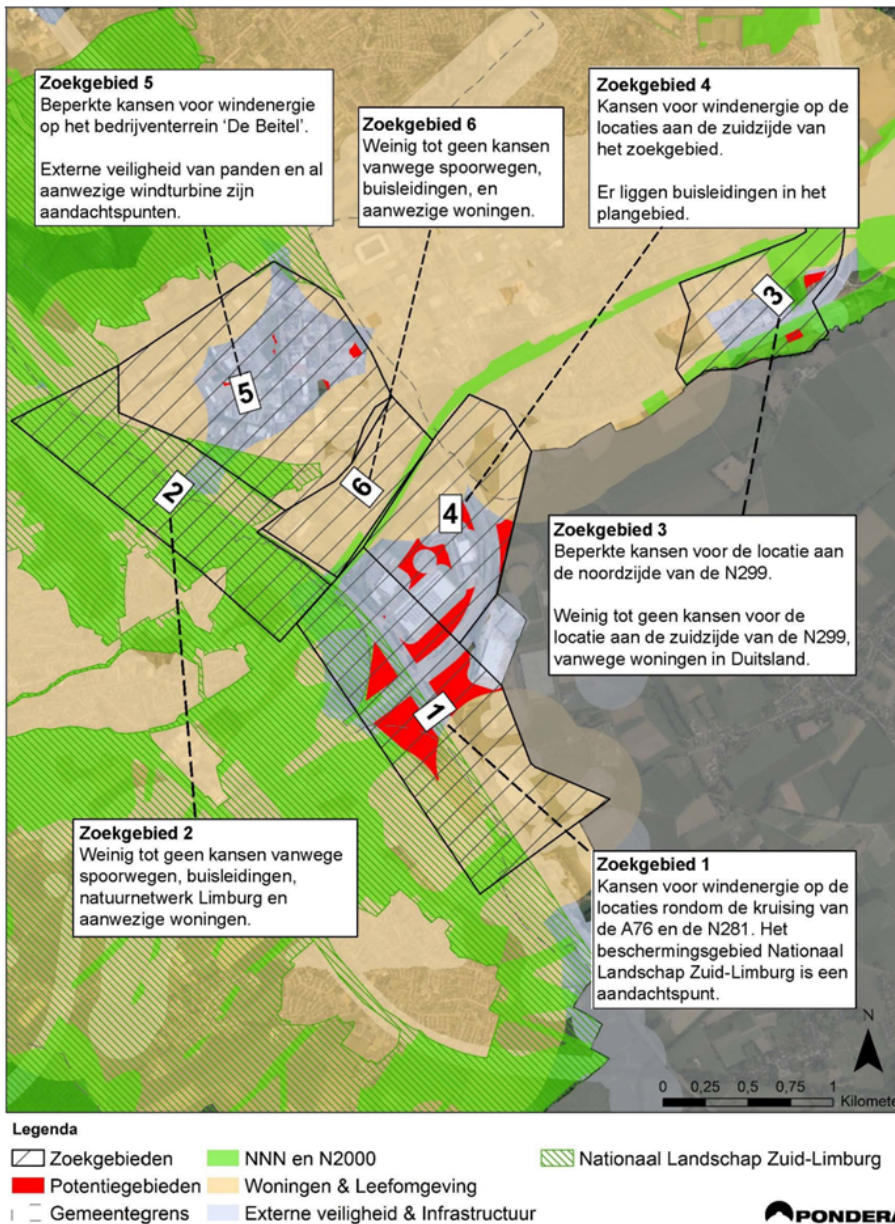 Zoekgebied 5
Beperkte kansen voor windenergie
op het bedrijventerrein 'De Beitel'.
Externe veiligheid van panden en al
aanwezige windturbine zijn
aandachtspunten.
Zoekgebied 6
Weinig tot geen kansen
vanwege spoorwegen,
buisleidingen, en
aanwezige woningen.
Zoekgebied 4
Kansen voor windenergie op de
locaties aan de zuidzijde van
het zoekgebied.
Er liggen buisleidingen in het
plangebied.
3
5
2
6
4
1
Zoekgebied 3
Beperkte kansen voor de locatie aan
de noordzijde van de N299.
Weinig tot geen kansen voor de
locatie aan de zuidzijde van de N299,
vanwege woningen in Duitsland.
Zoekgebied 2
Weinig tot geen kansen vanwege
spoorwegen, buisleidingen,
natuurnetwerk Limburg en
aanwezige woningen.
Zoekgebied 1
Kansen voor windenergie op de
locaties rondom de kruising van
de A76 en de N281. Het
beschermingsgebied Nationaal
Landschap Zuid-Limburg is een
aandachtspunt.
N
0 0,25 0,5 0,75 1
Kilomete
Legenda
Zoekgebieden
NNN en N2000
Nationaal Landschap Zuid-Limburg
Potentiegebieden
Woningen & Leefomgeving
Gemeentegrens
Externe veiligheid & Infrastructuur
PONDERA